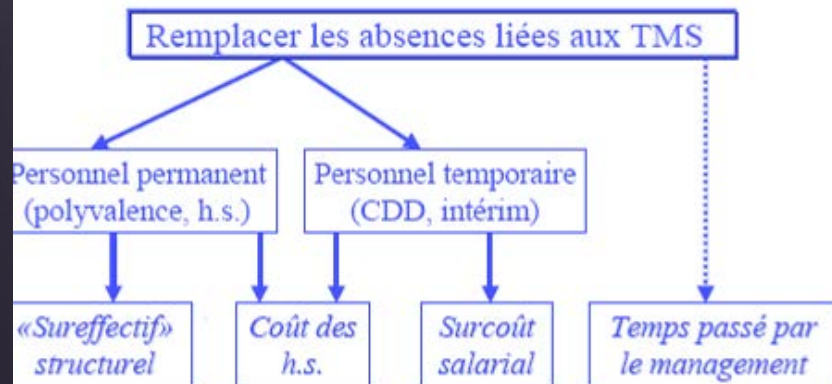 Remplacer les absences liées aux TMS
Personnel permanent
(polyvalence, h.s.)
Personnel temporaire
(CDD, intérim)
«Sureffectif»
structurel
Coût des
h.s.
Surcoût
salarial
Temps passé par
le management